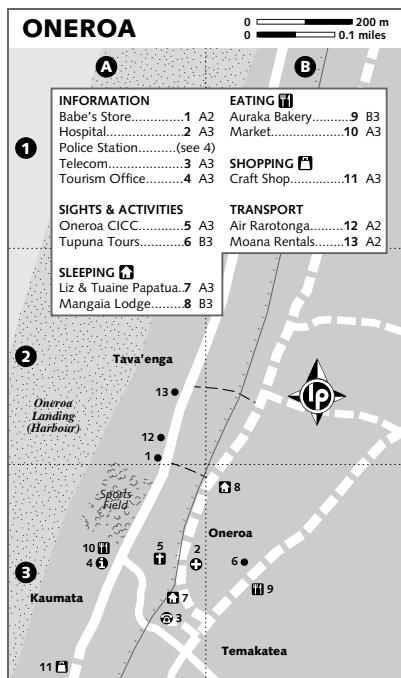 ONEROA
0 200 m
0 0.1 miles
A
B
1
INFORMATION
Babe's Store..............1 A2
Hospital....................2 A3
Police Station..........(see 4)
Telecom...................3 A3
Tourism Office..........4 A3
SIGHTS & ACTIVITIES
Oneroa CICC............5 A3
Tupuna Tours...........6 B3
SLEEPING
Liz & Tuaine Papatua..7 A3
Mangaia Lodge.........8 B3
EATING
Auraka Bakery..........9 B3
Market....................10 A3
SHOPPING
Craft Shop...............11 A3
TRANSPORT
Air Rarotonga..........12 A2
Moana Rentals.........13 A2
2
Tava'enga
13
lp
Oneroa
Landing
(Harbour)
12
1
Sports
Field
8
Oneroa
10
5
2
4
6
3
9
Kaumata
7
3
Temakatea
11